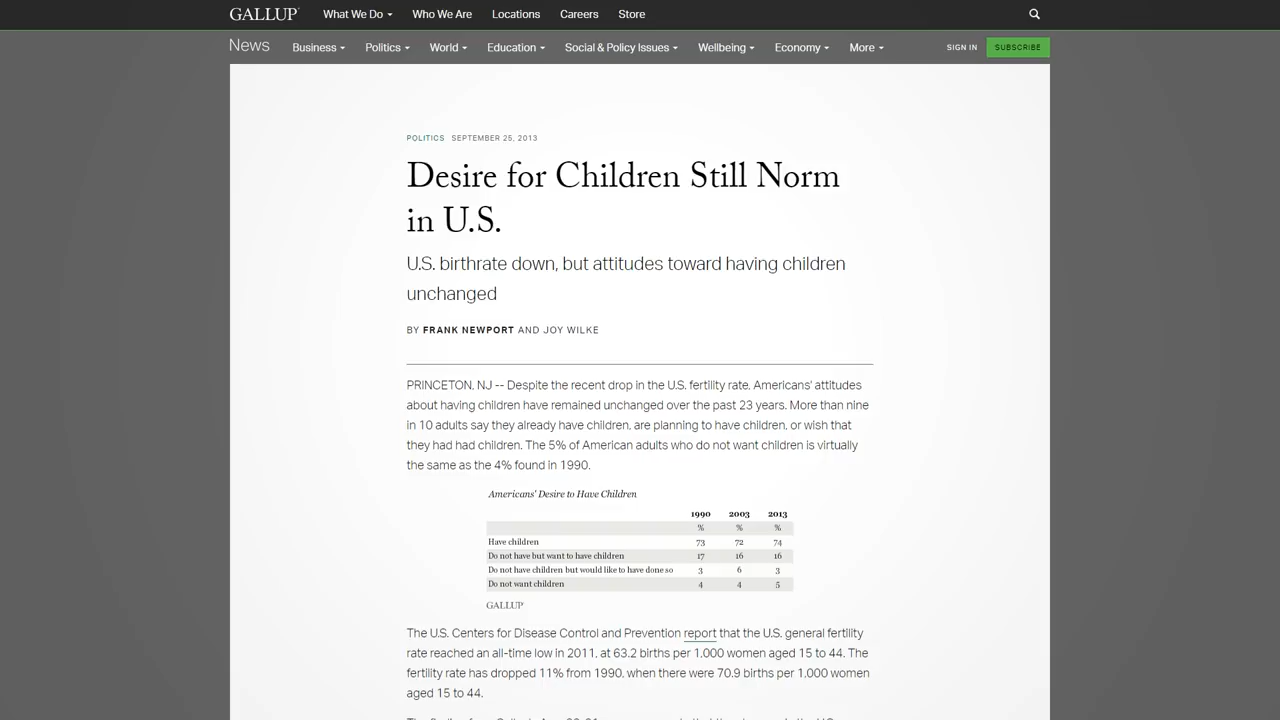 GALLUP What We Do Who We Are Locations Careers Store
News Business Politics World Education Social & Policy Issues Wellbeing Economy More SIGN IN SUBSCRIBE
POLITICS SEPTEMBER 25, 2013
Desire for Children Still Norm
in U.S.
U.S. birthrate down, but attitudes toward having children
unchanged
BY FRANK NEWPORT AND JOY WILKE
PRINCETON, NJ -- Despite the recent drop in the U.S. fertility rate, Americans' attitudes
about having children have remained unchanged over the past 23 years. More than nine
in 10 adults say they already have children, are planning to have children, or wish that
they had had children. The 5% of American adults who do not want children is virtually
the same as the 4% found in 1990.
Americans' Desire to Have Children
1990 2003 2013
% % %
Have children 73 72 74
Do not have but want to have children 17 16 16
Do not have children but would like to have done so 3 6 3
Do not want children 4 4 5
GALLUP
The U.S. Centers for Disease Control and Prevention report that the U.S. general fertility
rate reached an all-time low in 2011, at 63.2 births per 1,000 women aged 15 to 44. The
fertility rate has dropped 11% from 1990, when there were 70.9 births per 1,000 women
aged 15 to 44.